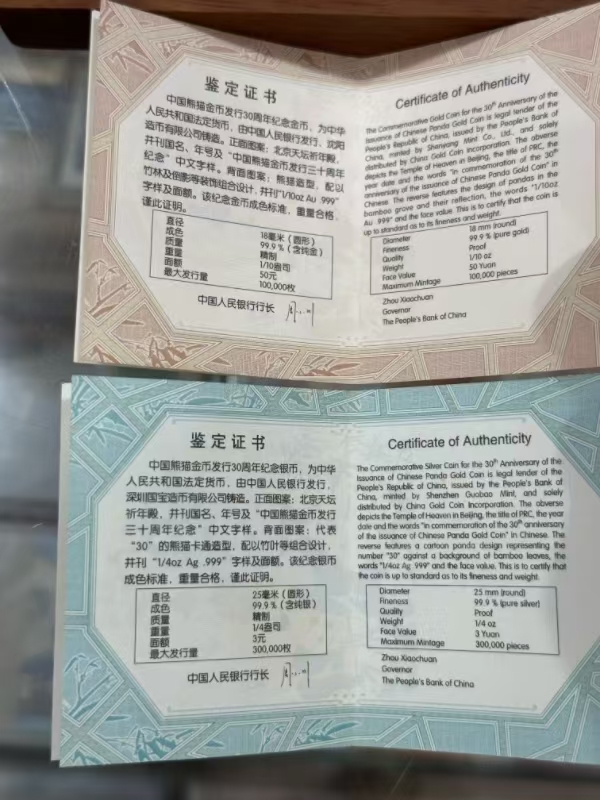 鉴定证书
中国熊猫金币发行30周年纪念金币，为中华
人民共和国法定货币，由中国人民银行发行，沈阳
造币有限公司铸造。正面图案：北京天坛祈年殿，
并刊国名、年号及“中国熊猫金币发行三十周年
纪念”中文字样。背面图案：熊猫造型，配以
竹林及倒影等装饰组合设计，并刊“1/10oz Au .999”
字样及面额。该纪念金币成色标准，重量合格，
谨此证明。
直径 18毫米（圆形）
成色 99.9％（含纯金）
质量 精制
重量 1/10盎司
面额 50元
最大发行量 100,000枚
中国人民银行行长
Certificate of Authenticity
The Commemorative Gold Coin for the 30th Anniversary of the
Issuance of Chinese Panda Gold Coin is legal tender of the
People's Republic of China, issued by the People's Bank of
China, minted by Shenyang Mint Co., Ltd., and solely
distributed by China Gold Coin Incorporation. The obverse
depicts the Temple of Heaven in Beijing, the title of PRC, the
year date and the words "in commemoration of the 30th
anniversary of the issuance of Chinese Panda Gold Coin" in
Chinese. The reverse features the design of pandas in the
bamboo grove and their reflection, the words "1/10oz
Au .999" and the face value. This is to certify that the coin is
up to standard as to its fineness and weight.
Diameter 18 mm (round)
Fineness 99.9 % (pure gold)
Quality Proof
Weight 1/10 oz
Face Value 50 Yuan
Maximum Mintage 100,000 pieces
Zhou Xiaochuan
Governor
The People's Bank of China
鉴定证书
中国熊猫金币发行30周年纪念银币，为中华
人民共和国法定货币，由中国人民银行发行，
深圳国宝造币有限公司铸造。正面图案：北京天坛
祈年殿，并刊国名、年号及“中国熊猫金币发行
三十周年纪念”中文字样。背面图案：代表
“30”的熊猫卡通造型，配以竹叶等组合设计，
并刊“1/4oz Ag .999”字样及面额。该纪念银币
成色标准，重量合格，谨此证明。
直径 25毫米（圆形）
成色 99.9％（含纯银）
质量 精制
重量 1/4盎司
面额 3元
最大发行量 300,000枚
中国人民银行行长
Certificate of Authenticity
The Commemorative Silver Coin for the 30th Anniversary of the
Issuance of Chinese Panda Gold Coin is legal tender of the
People's Republic of China, issued by the People's Bank of
China, minted by Shenzhen Guobao Mint, and solely
distributed by China Gold Coin Incorporation. The obverse
depicts the Temple of Heaven in Beijing, the title of PRC, the year
date and the words "in commemoration of the 30th anniversary
of the issuance of Chinese Panda Gold Coin" in Chinese. The
reverse features a cartoon panda design representing the
number "30" against a background of bamboo leaves, the
words "1/4oz Ag .999" and the face value. This is to certify that
the coin is up to standard as to its fineness and weight.
Diameter 25 mm (round)
Fineness 99.9 % (pure silver)
Quality Proof
Weight 1/4 oz
Face Value 3 Yuan
Maximum Mintage 300,000 pieces
Zhou Xiaochuan
Governor
The People's Bank of China